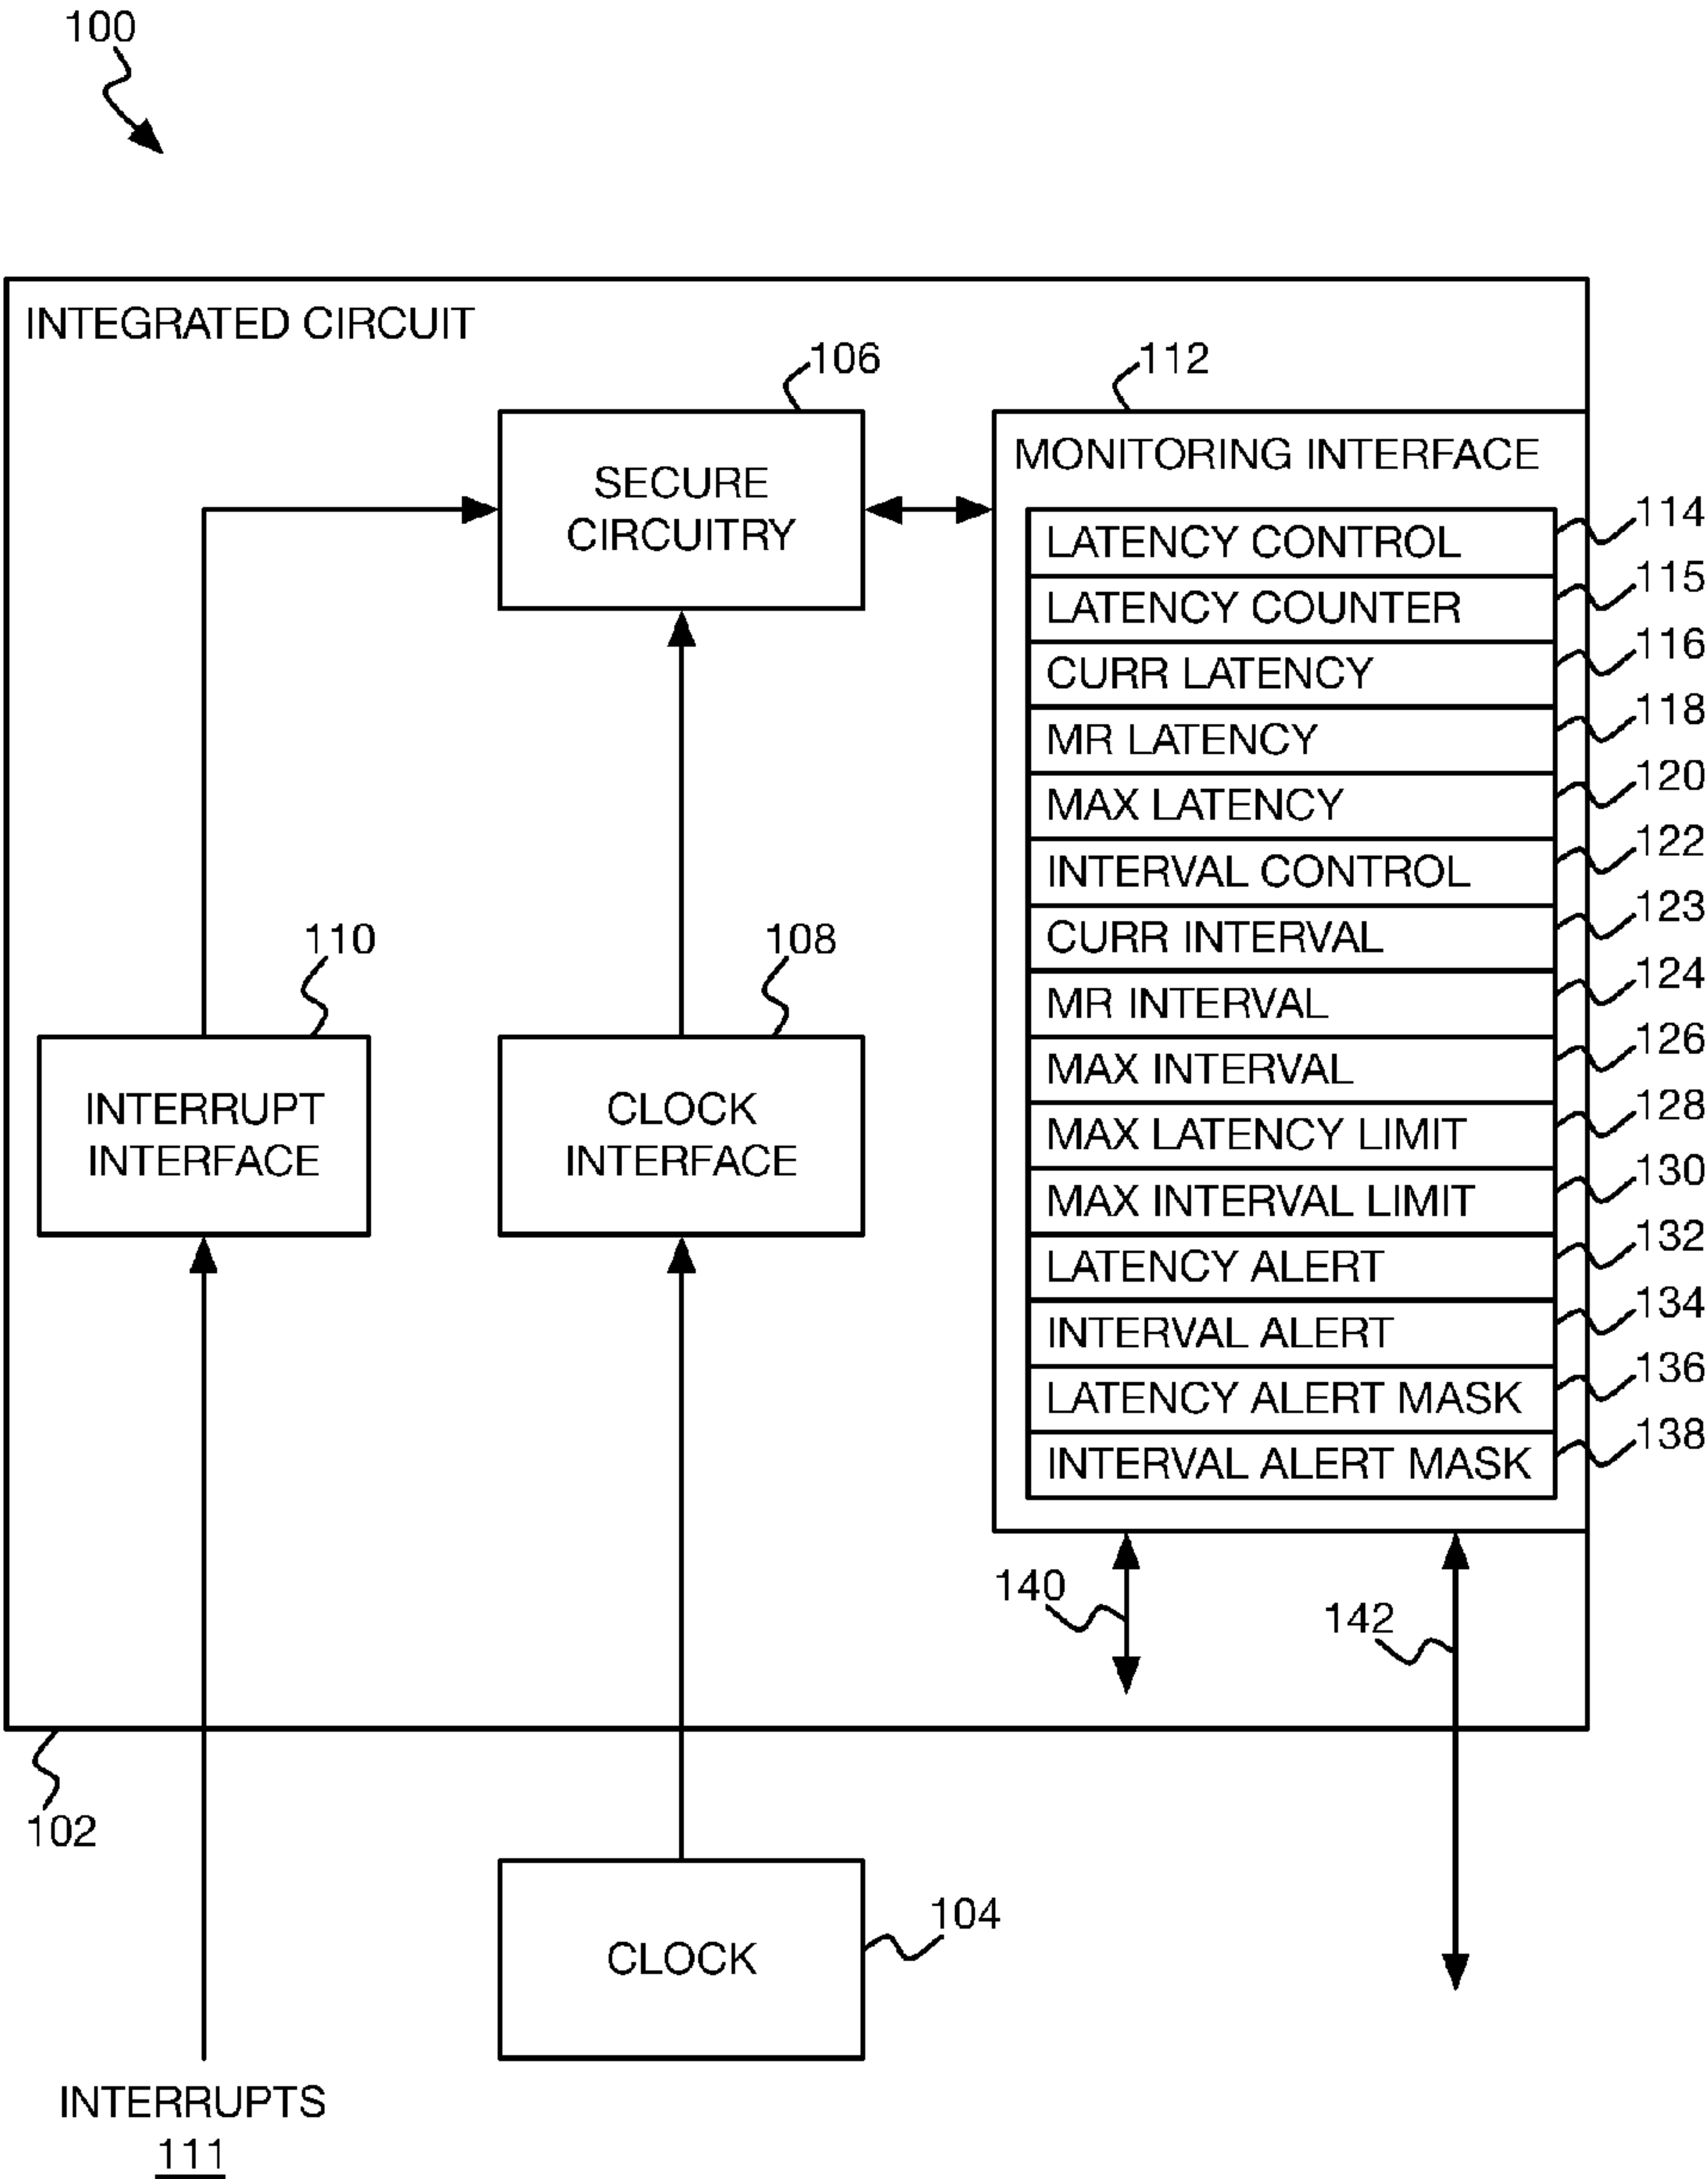 100
INTEGRATED CIRCUIT
106
112
SECURE
CIRCUITRY
MONITORING INTERFACE
LATENCY CONTROL
114
LATENCY COUNTER
115
CURR LATENCY
116
MR LATENCY
118
MAX LATENCY
120
INTERVAL CONTROL
122
CURR INTERVAL
123
MR INTERVAL
124
MAX INTERVAL
126
MAX LATENCY LIMIT
128
MAX INTERVAL LIMIT
130
LATENCY ALERT
132
INTERVAL ALERT
134
LATENCY ALERT MASK
136
INTERVAL ALERT MASK
138
110
108
INTERRUPT
INTERFACE
CLOCK
INTERFACE
140
142
102
CLOCK
104
INTERRUPTS
111